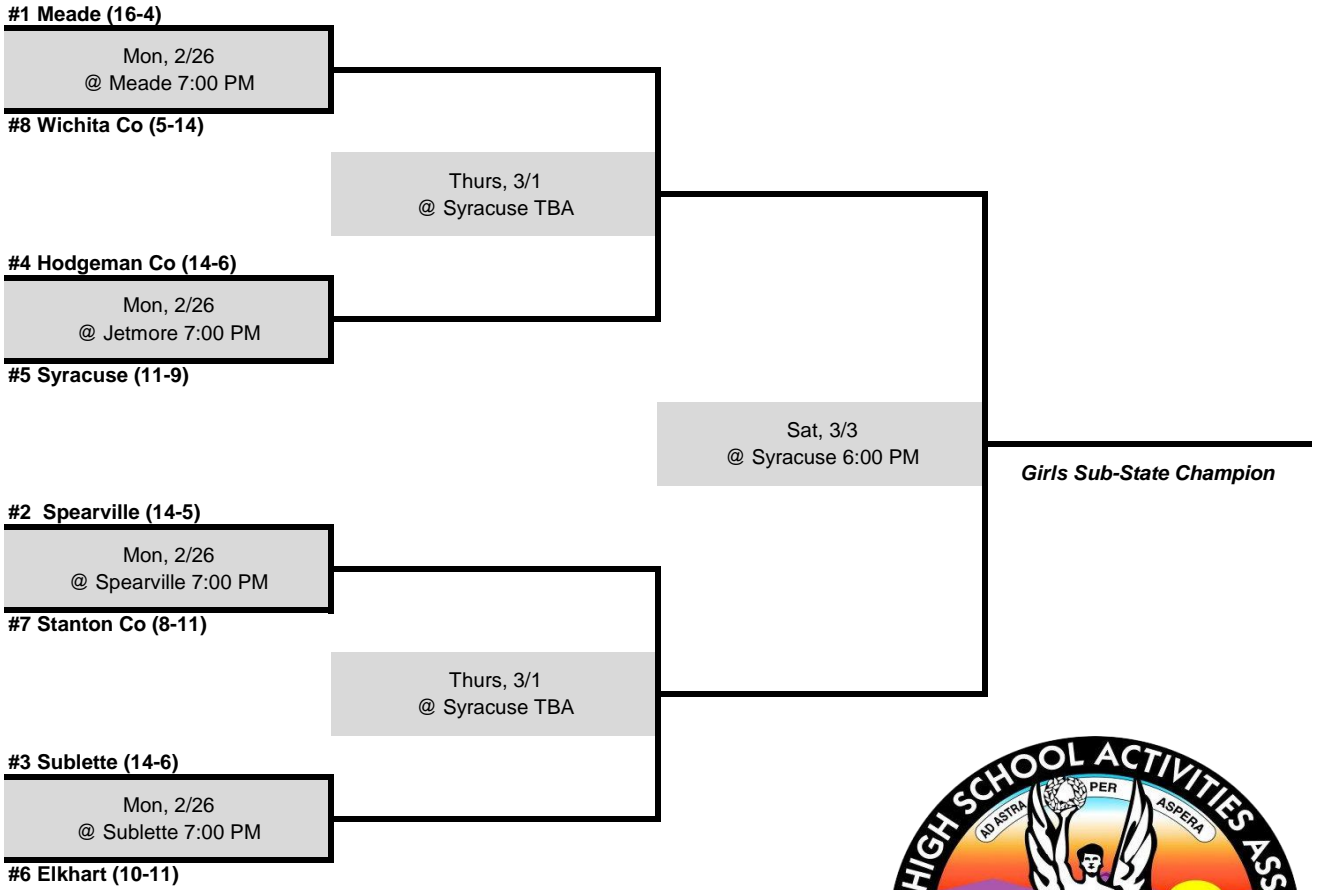 #1 Meade (16-4)
Mon, 2/26
@ Meade 7:00 PM
#8 Wichita Co (5-14)
Thurs, 3/1
@ Syracuse TBA
#4 Hodgeman Co (14-6)
Mon, 2/26
@ Jetmore 7:00 PM
#5 Syracuse (11-9)
Sat, 3/3
@ Syracuse 6:00 PM
Girls Sub-State Champion
#2 Spearville (14-5)
Mon, 2/26
@ Spearville 7:00 PM
#7 Stanton Co (8-11)
Thurs, 3/1
@ Syracuse TBA
#3 Sublette (14-6)
Mon, 2/26
@ Sublette 7:00 PM
#6 Elkhart (10-11)
HIGH SCHOOL ACTIVITIES ASS
AD ASTRA PER ASPERA